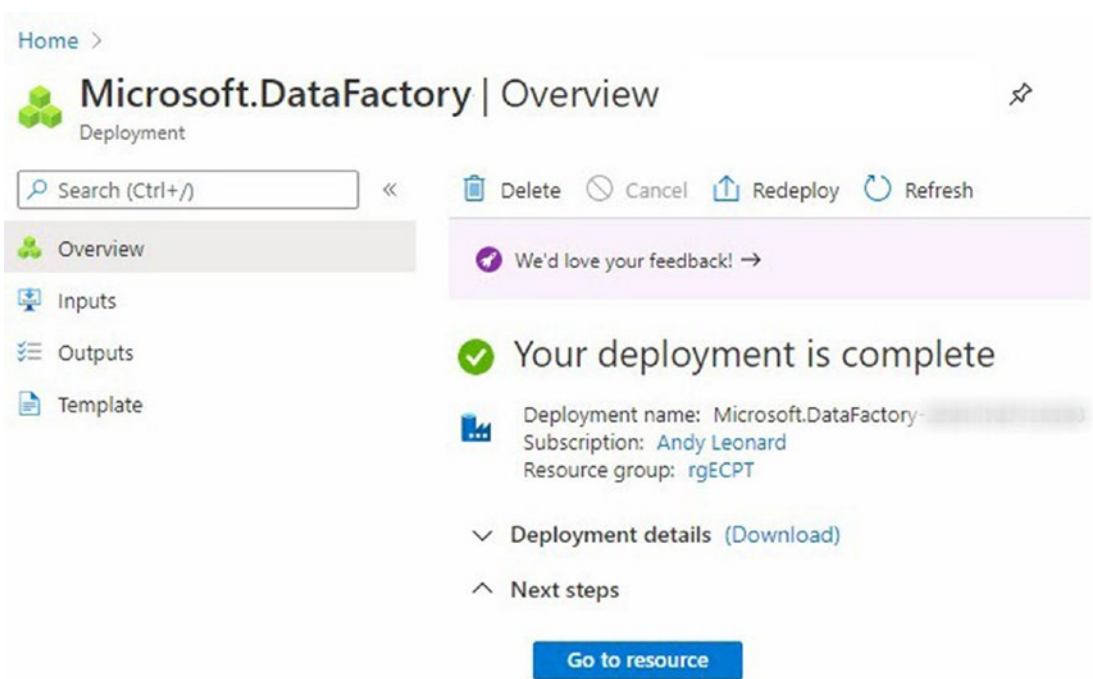 Home >
Microsoft.DataFactory | Overview
Deployment
Search (Ctrl+/)
«
Delete Cancel Redeploy Refresh
Overview
We'd love your feedback! →
Inputs
Outputs
Template
Your deployment is complete
Deployment name: Microsoft.DataFactory-
Subscription: Andy Leonard
Resource group: rgECPT
Deployment details (Download)
Next steps
Go to resource